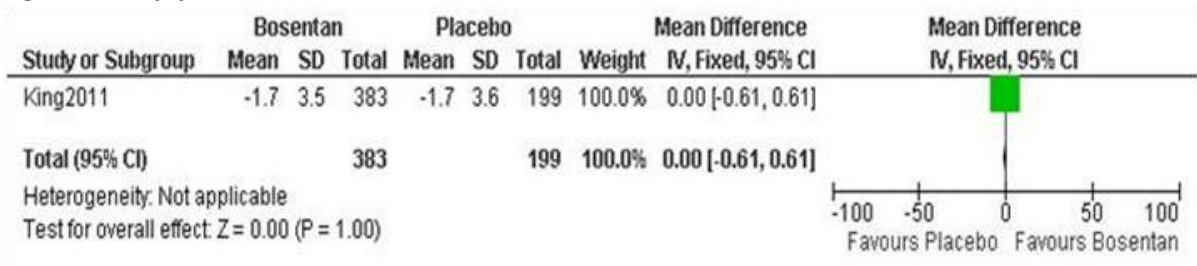 Bosentan Placebo Mean Difference Mean Difference
Study or Subgroup Mean SD Total Mean SD Total Weight IV, Fixed, 95% CI IV, Fixed, 95% CI
King2011 -1.7 3.5 383 -1.7 3.6 199 100.0% 0.00 [-0.61, 0.61]
Total (95% CI) 383 199 100.0% 0.00 [-0.61, 0.61]
Heterogeneity: Not applicable
Test for overall effect: Z = 0.00 (P = 1.00)
-100 -50 0 50 100
Favours Placebo Favours Bosentan